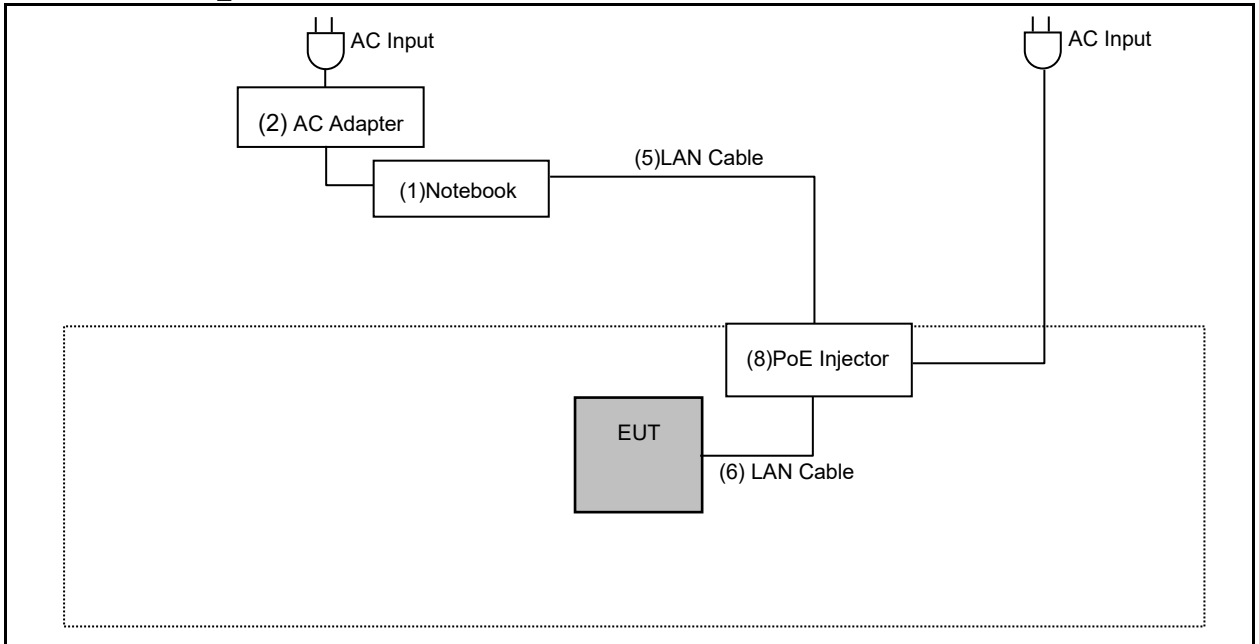 AC Input
AC Input
(2) AC Adapter
(5)LAN Cable
(1)Notebook
(8)PoE Injector
EUT
(6) LAN Cable